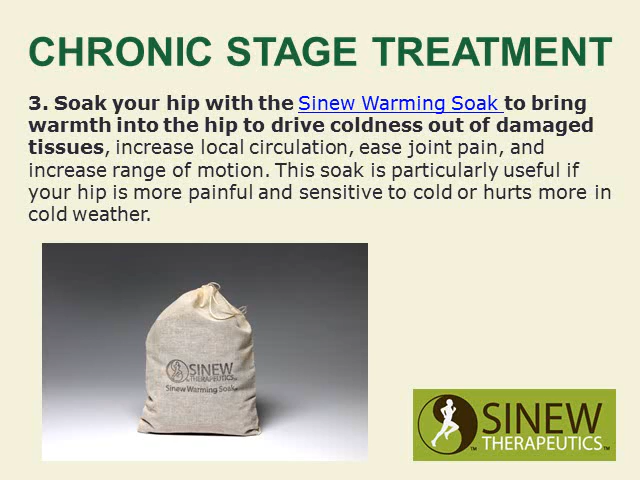 CHRONIC STAGE TREATMENT
3. Soak your hip with the Sinew Warming Soak to bring
warmth into the hip to drive coldness out of damaged
tissues, increase local circulation, ease joint pain, and
increase range of motion. This soak is particularly useful if
your hip is more painful and sensitive to cold or hurts more in
cold weather.
SINEW
THERAPEUTICS
Sinew Warming Soak
SINEW
™ THERAPEUTICS™